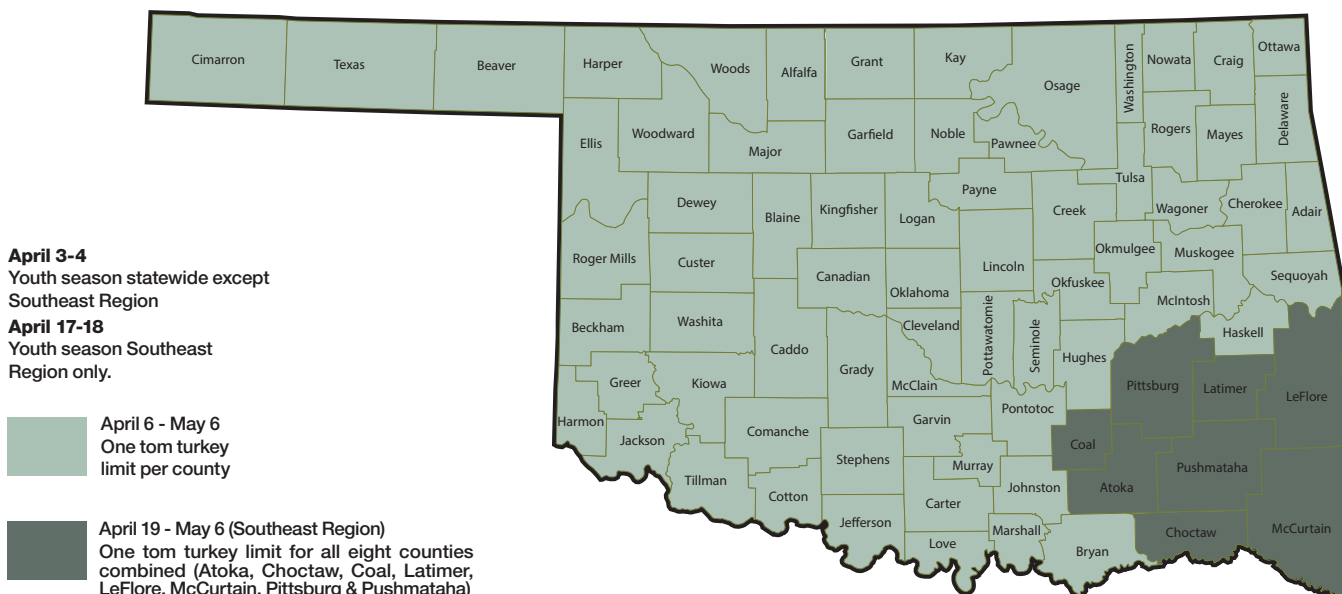 Cimarron
Texas
Beaver
Harper
Woods
Alfalfa
Grant
Kay
Osage
Washington
Nowata
Craig
Ottawa
Ellis
Woodward
Major
Garfield
Noble
Pawnee
Rogers
Mayes
Delaware
Dewey
Blaine
Kingfisher
Logan
Payne
Creek
Tulsa
Wagoner
Cherokee
Adair
Roger Mills
Custer
Canadian
Oklahoma
Lincoln
Okfuskee
Okmulgee
Muskogee
Sequoyah
Beckham
Washita
Caddo
Grady
Cleveland
McClain
Pottawatomie
Seminole
Hughes
McIntosh
Haskell
Greer
Kiowa
Harmon
Jackson
Comanche
Garvin
Pontotoc
Pittsburg
Latimer
LeFlore
Tillman
Cotton
Stephens
Murray
Johnston
Coal
Atoka
Pushmataha
Jefferson
Carter
Love
Marshall
Bryan
Choctaw
McCurtain
April 3-4
Youth season statewide except
Southeast Region
April 17-18
Youth season Southeast
Region only.
April 6 - May 6
One tom turkey
limit per county
April 19 - May 6 (Southeast Region)
One tom turkey limit for all eight counties
combined (Atoka, Choctaw, Coal, Latimer,
LeFlore, McCurtain, Pittsburg & Pushmataha)